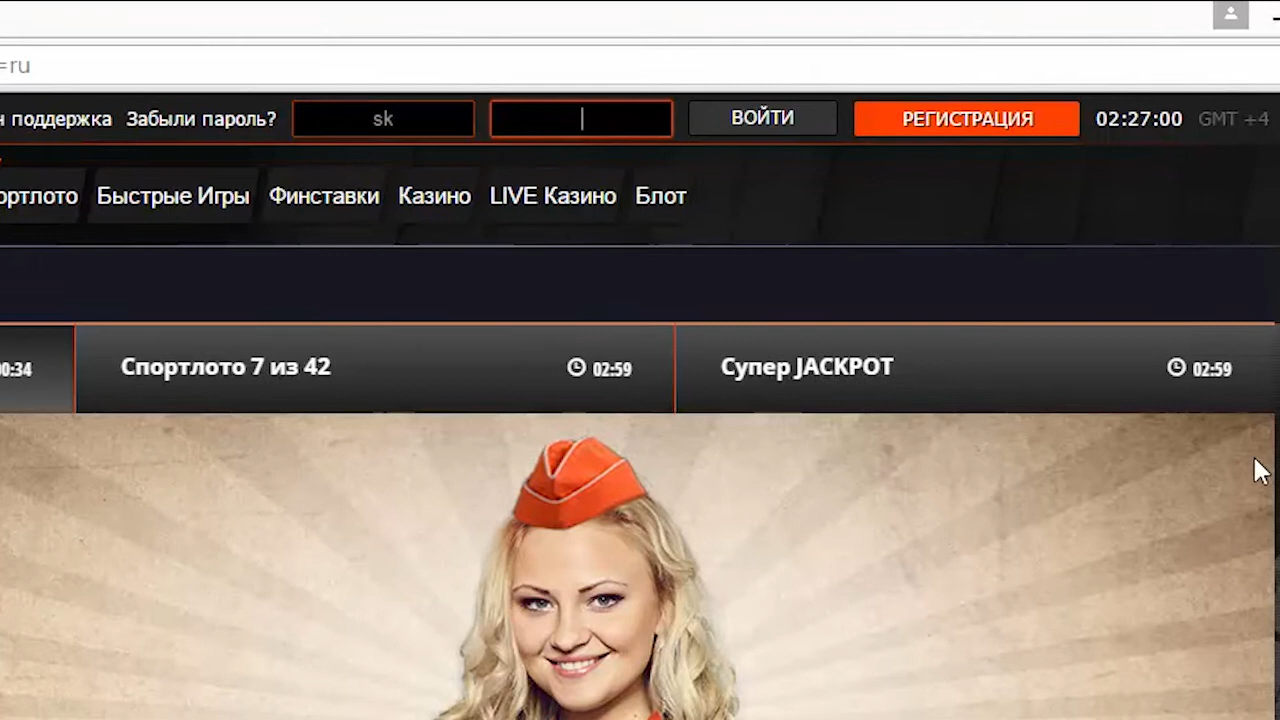 =ru
поддержка Забыли пароль? sk ВОЙТИ РЕГИСТРАЦИЯ 02:27:00 GMT +4
Быстрые Игры Финставки Казино LIVE Казино Блот
Спортлото 7 из 42 02:59 Супер JACKPOT 02:59